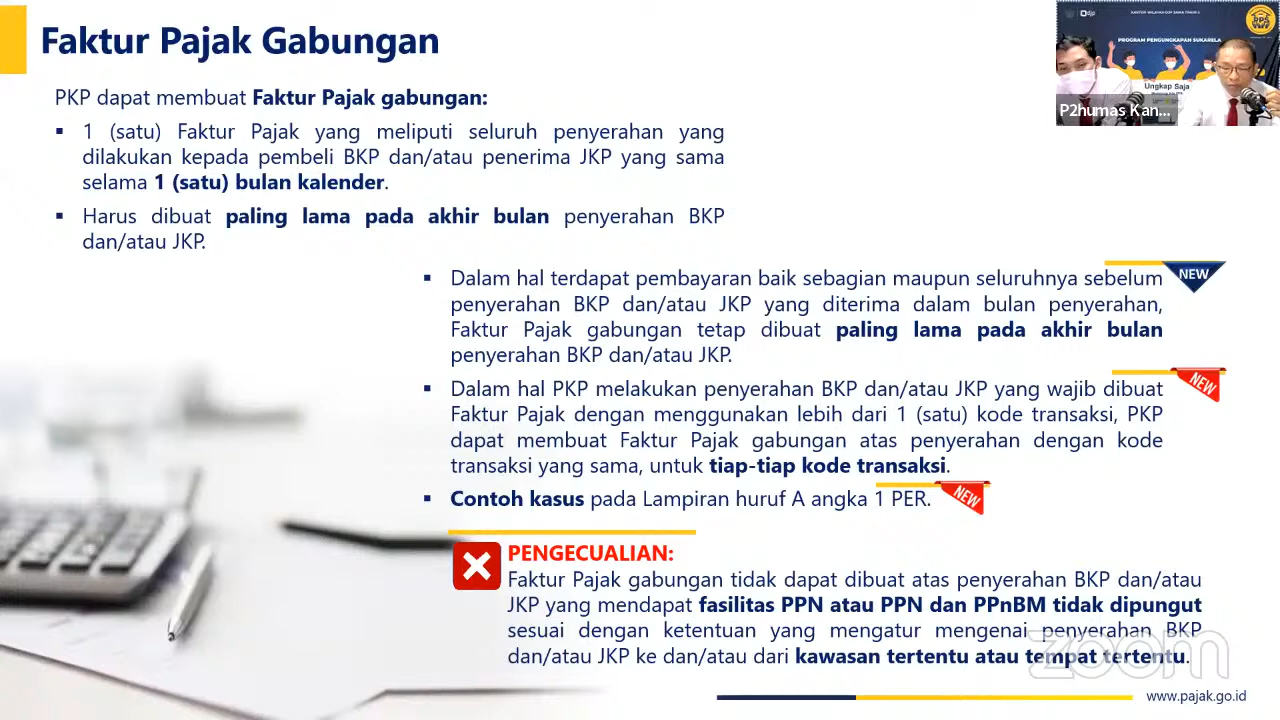 Faktur Pajak Gabungan
KANTOR WILAYAH DJP JAWA TIMUR I
djp
PPS
PROGRAM PENGUNGKAPAN SUKARELA
Ungkap Saja
P2humas Kan...
PKP dapat membuat Faktur Pajak gabungan:
▪ 1 (satu) Faktur Pajak yang meliputi seluruh penyerahan yang
dilakukan kepada pembeli BKP dan/atau penerima JKP yang sama
selama 1 (satu) bulan kalender.
▪ Harus dibuat paling lama pada akhir bulan penyerahan BKP
dan/atau JKP.
▪ Dalam hal terdapat pembayaran baik sebagian maupun seluruhnya sebelum
NEW
penyerahan BKP dan/atau JKP yang diterima dalam bulan penyerahan,
Faktur Pajak gabungan tetap dibuat paling lama pada akhir bulan
penyerahan BKP dan/atau JKP.
▪ Dalam hal PKP melakukan penyerahan BKP dan/atau JKP yang wajib dibuat
NEW
Faktur Pajak dengan menggunakan lebih dari 1 (satu) kode transaksi, PKP
dapat membuat Faktur Pajak gabungan atas penyerahan dengan kode
transaksi yang sama, untuk tiap-tiap kode transaksi.
▪ Contoh kasus pada Lampiran huruf A angka 1 PER.
NEW
PENGECUALIAN:
Faktur Pajak gabungan tidak dapat dibuat atas penyerahan BKP dan/atau
JKP yang mendapat fasilitas PPN atau PPN dan PPnBM tidak dipungut
sesuai dengan ketentuan yang mengatur mengenai penyerahan BKP
dan/atau JKP ke dan/atau dari kawasan tertentu atau tempat tertentu.
zoom
www.pajak.go.id